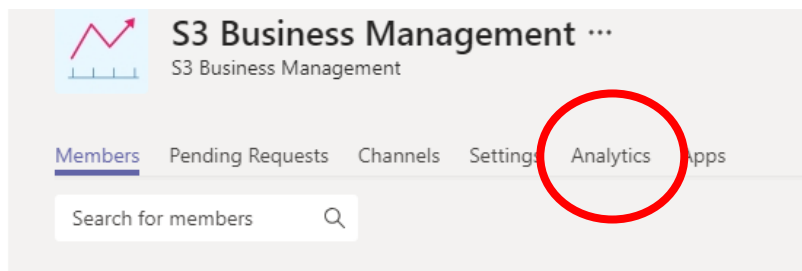 S3 Business Management ···
S3 Business Management
Members Pending Requests Channels Settings Analytics Apps
Search for members